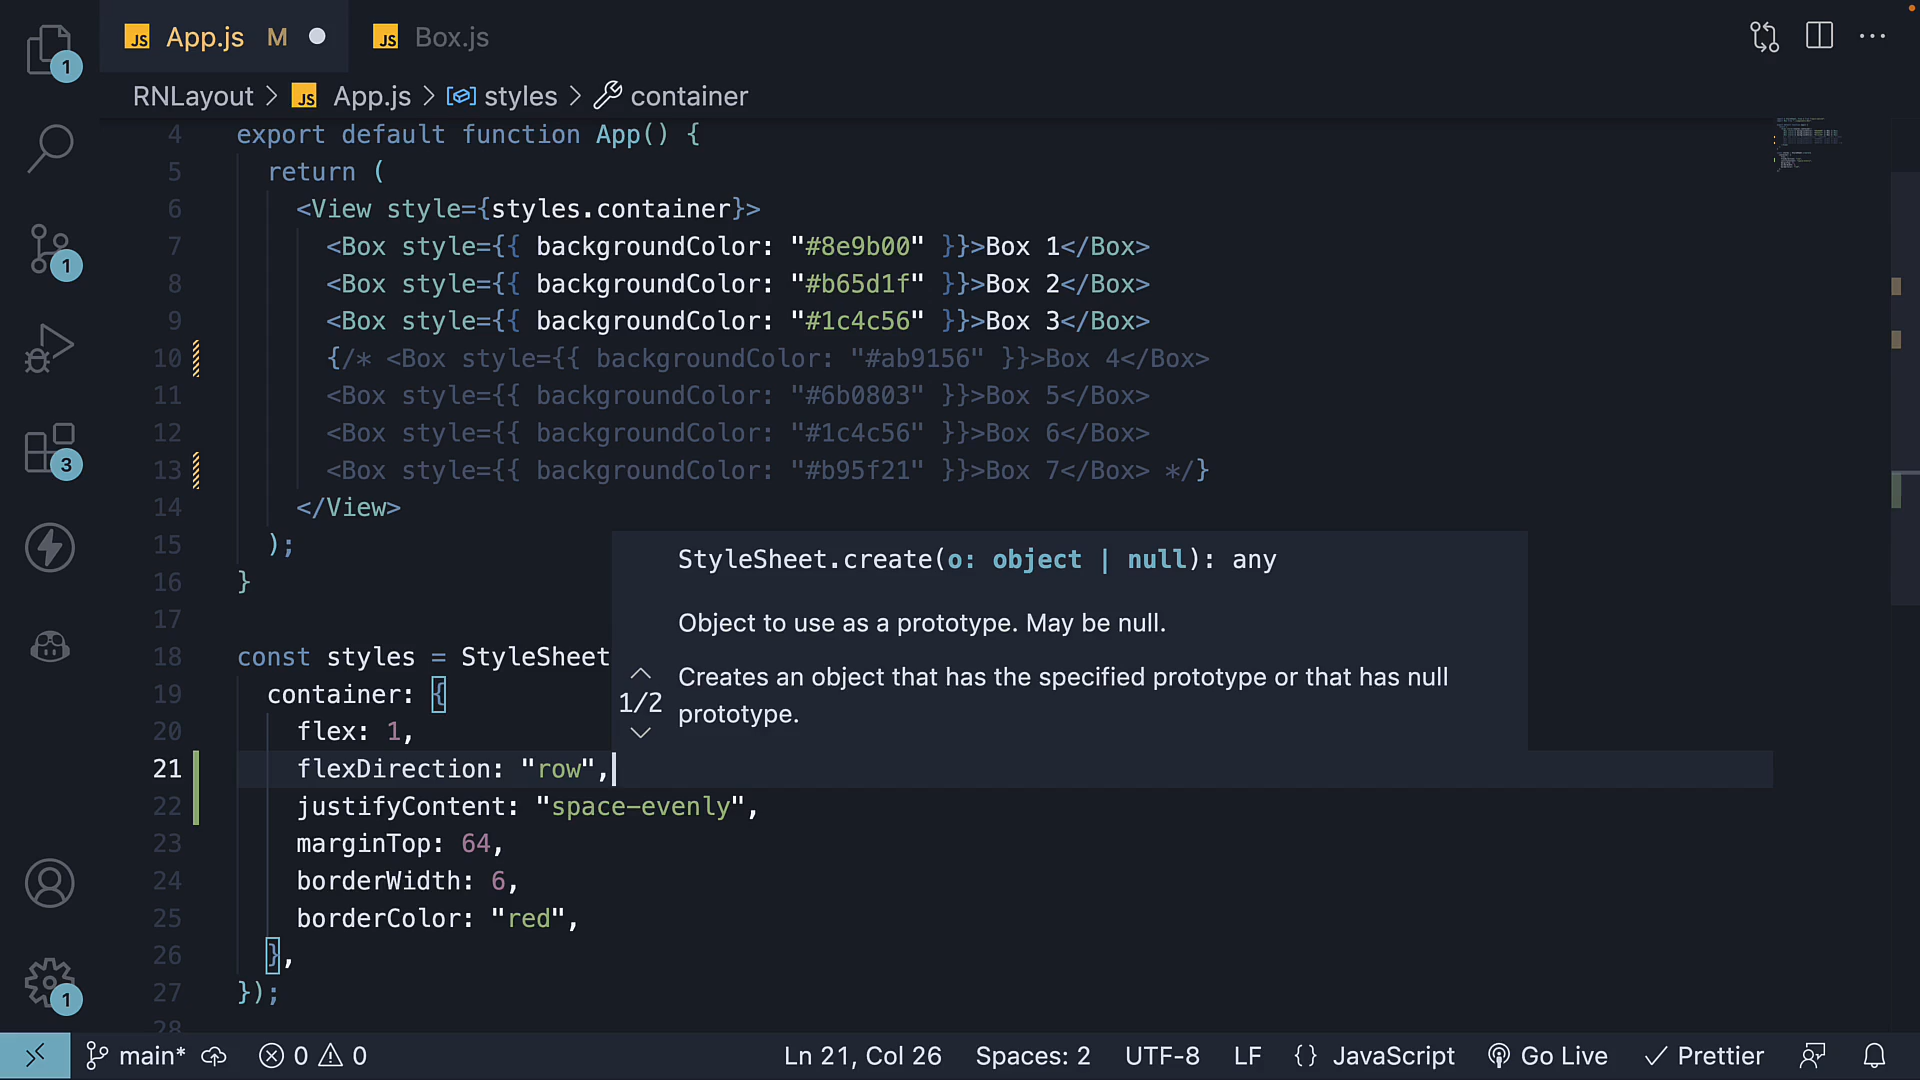 JS App.js M JS Box.js
RNLayout > JS App.js > styles > container
1
4 export default function App() {
5 return (
6 <View style={styles.container}>
7 <Box style={{ backgroundColor: "#8e9b00" }}>Box 1</Box>
8 <Box style={{ backgroundColor: "#b65d1f" }}>Box 2</Box>
9 <Box style={{ backgroundColor: "#1c4c56" }}>Box 3</Box>
10 {/* <Box style={{ backgroundColor: "#ab9156" }}>Box 4</Box>
11 <Box style={{ backgroundColor: "#6b0803" }}>Box 5</Box>
12 <Box style={{ backgroundColor: "#1c4c56" }}>Box 6</Box>
13 <Box style={{ backgroundColor: "#b95f21" }}>Box 7</Box> */}
14 </View>
15 );
16 }
17
18 const styles = StyleSheet
19 container: {
20 flex: 1,
21 flexDirection: "row",
22 justifyContent: "space-evenly",
23 marginTop: 64,
24 borderWidth: 6,
25 borderColor: "red",
26 },
27 });
28
StyleSheet.create(o: object | null): any
Object to use as a prototype. May be null.
1/2
Creates an object that has the specified prototype or that has null
prototype.
1
3
1
main* 0 0 Ln 21, Col 26 Spaces: 2 UTF-8 LF {} JavaScript Go Live Prettier